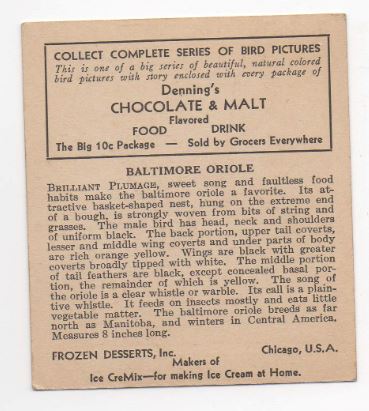 COLLECT COMPLETE SERIES OF BIRD PICTURES
This is one of a big series of beautiful, natural colored
bird pictures with story enclosed with every package of
Denning's
CHOCOLATE & MALT
Flavored
FOOD DRINK
The Big 10c Package — Sold by Grocers Everywhere
BALTIMORE ORIOLE
BRILLIANT PLUMAGE, sweet song and faultless food
habits make the baltimore oriole a favorite. Its at-
tractive basket-shaped nest, hung on the extreme end
of a bough, is strongly woven from bits of string and
grasses. The male bird has head, neck and shoulders
of uniform black. The back portion, upper tail coverts,
lesser and middle wing coverts and under parts of body
are rich orange yellow. Wings are black with greater
coverts broadly tipped with white. The middle portion
of tail feathers are black, except concealed basal por-
tion, the remainder of which is yellow. The song of
the oriole is a clear whistle or warble. Its call is a plain-
tive whistle. It feeds on insects mostly and eats little
vegetable matter. The baltimore oriole breeds as far
north as Manitoba, and winters in Central America.
Measures 8 inches long.
FROZEN DESSERTS, Inc. Chicago, U.S.A.
Makers of
Ice CreMix—for making Ice Cream at Home.